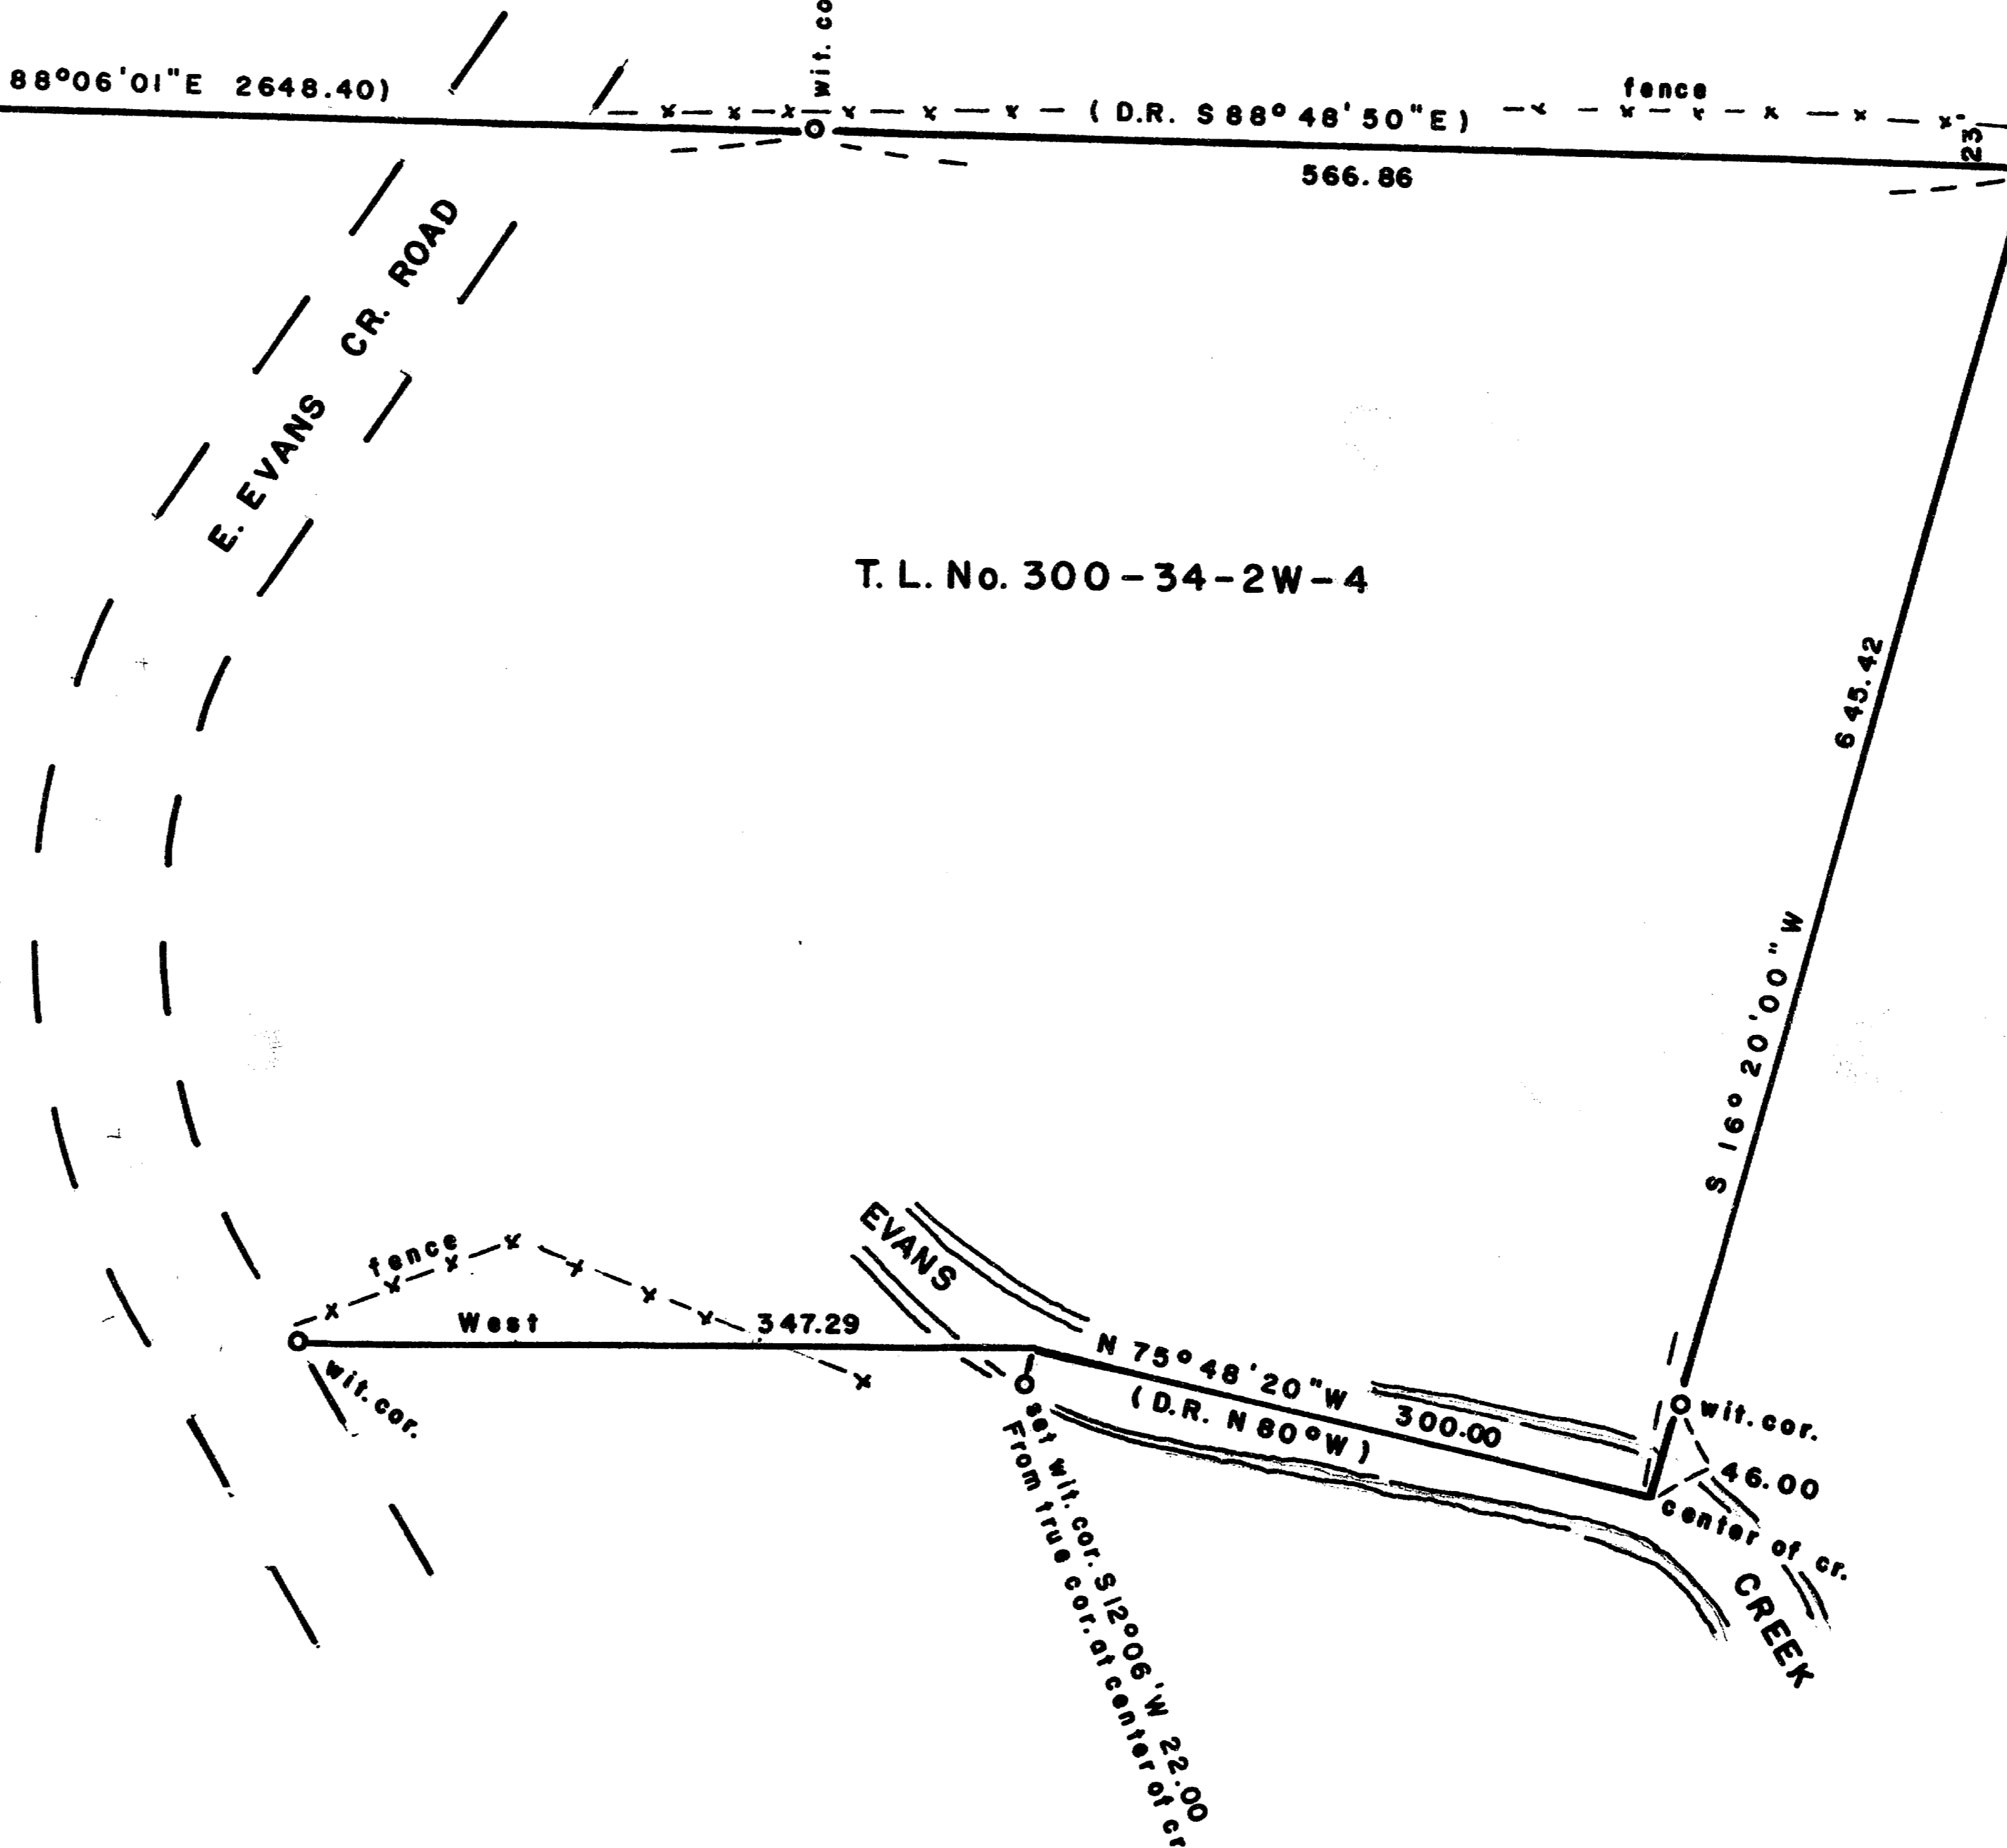 wit. co
88°06'01"E 2648.40)
fence
( D.R. S 88° 48' 50" E )
23'
566.86
E. EVANS CR. ROAD
T. L. No. 300-34-2W-4
645.42
S 16° 20' 00" W
EVANS
fence
West 347.29
wit. cor.
N 75° 48' 20" W
( D. R. N 80° W )
300.00
wit. cor.
46.00
center of cr.
CREEK
set wit. cor. S12°06'W 22.00
From true cor. at center of cr